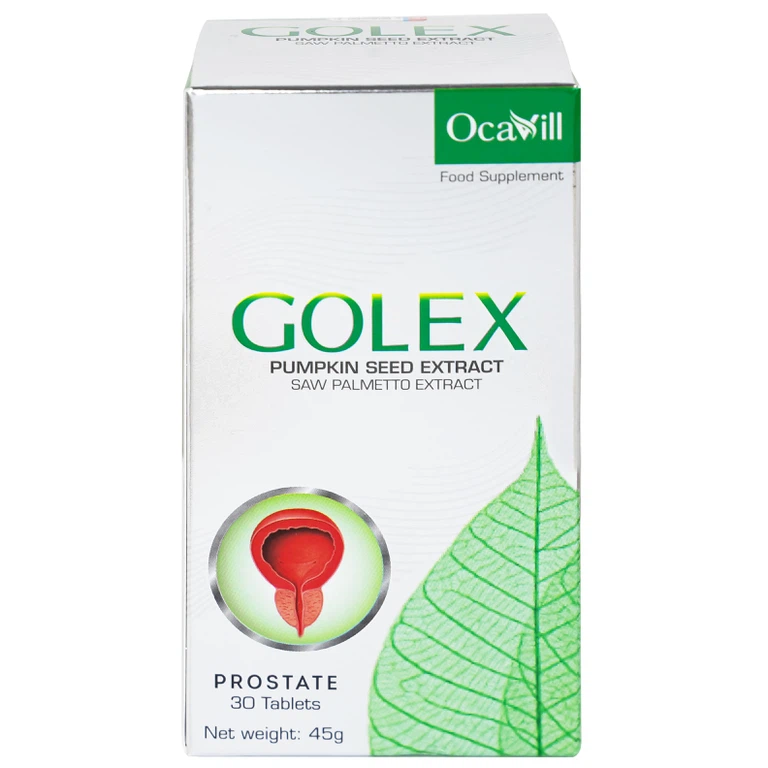 GOLEX
PUMPKIN SEED EXTRACT
SAW PALMETTO EXTRACT
Ocavill
Food Supplement
GOLEX
PUMPKIN SEED EXTRACT
SAW PALMETTO EXTRACT
PROSTATE
30 Tablets
Net weight: 45g